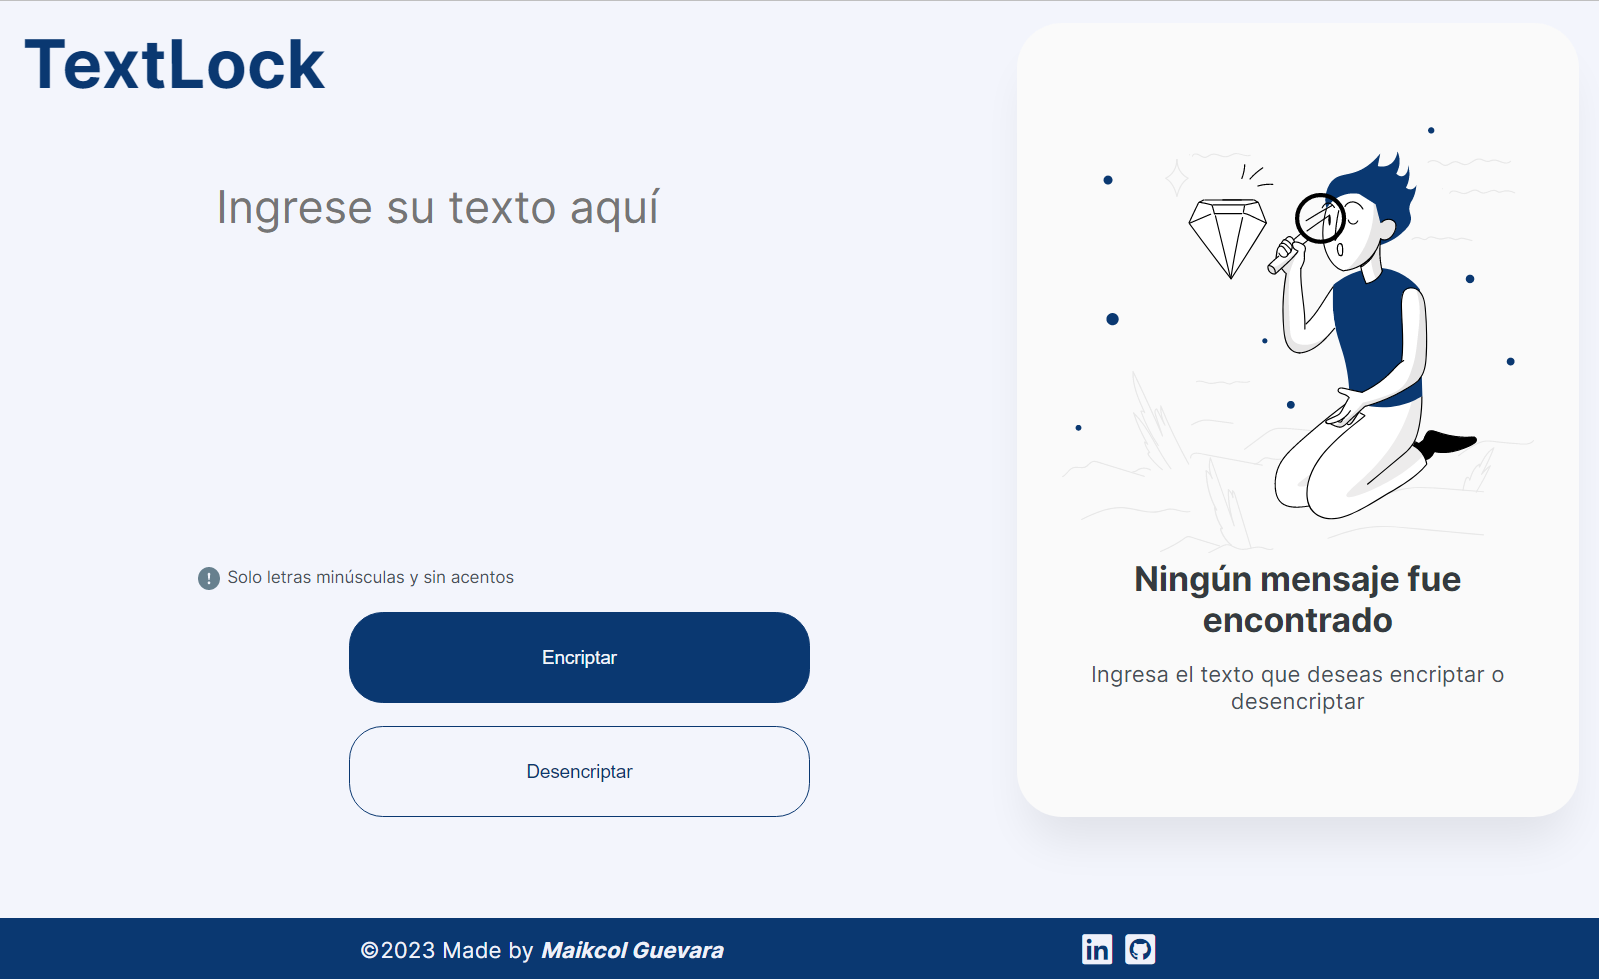 TextLock
Ingrese su texto aquí
! Solo letras minúsculas y sin acentos
Encriptar
Desencriptar
Ningún mensaje fue
encontrado
Ingresa el texto que deseas encriptar o
desencriptar
©2023 Made by Maikcol Guevara
in